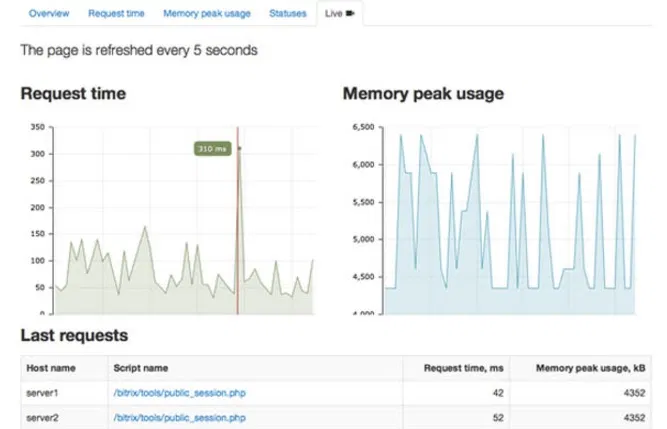 Overview Request time Memory peak usage Statuses Live
The page is refreshed every 5 seconds
Request time
350
300
250
200
150
100
50
0
310 ms
Memory peak usage
6,500
6,000
5,500
5,000
4,500
4,000
Last requests
Host name Script name Request time, ms Memory peak usage, kB
server1 /bitrix/tools/public_session.php 42 4352
server2 /bitrix/tools/public_session.php 52 4352